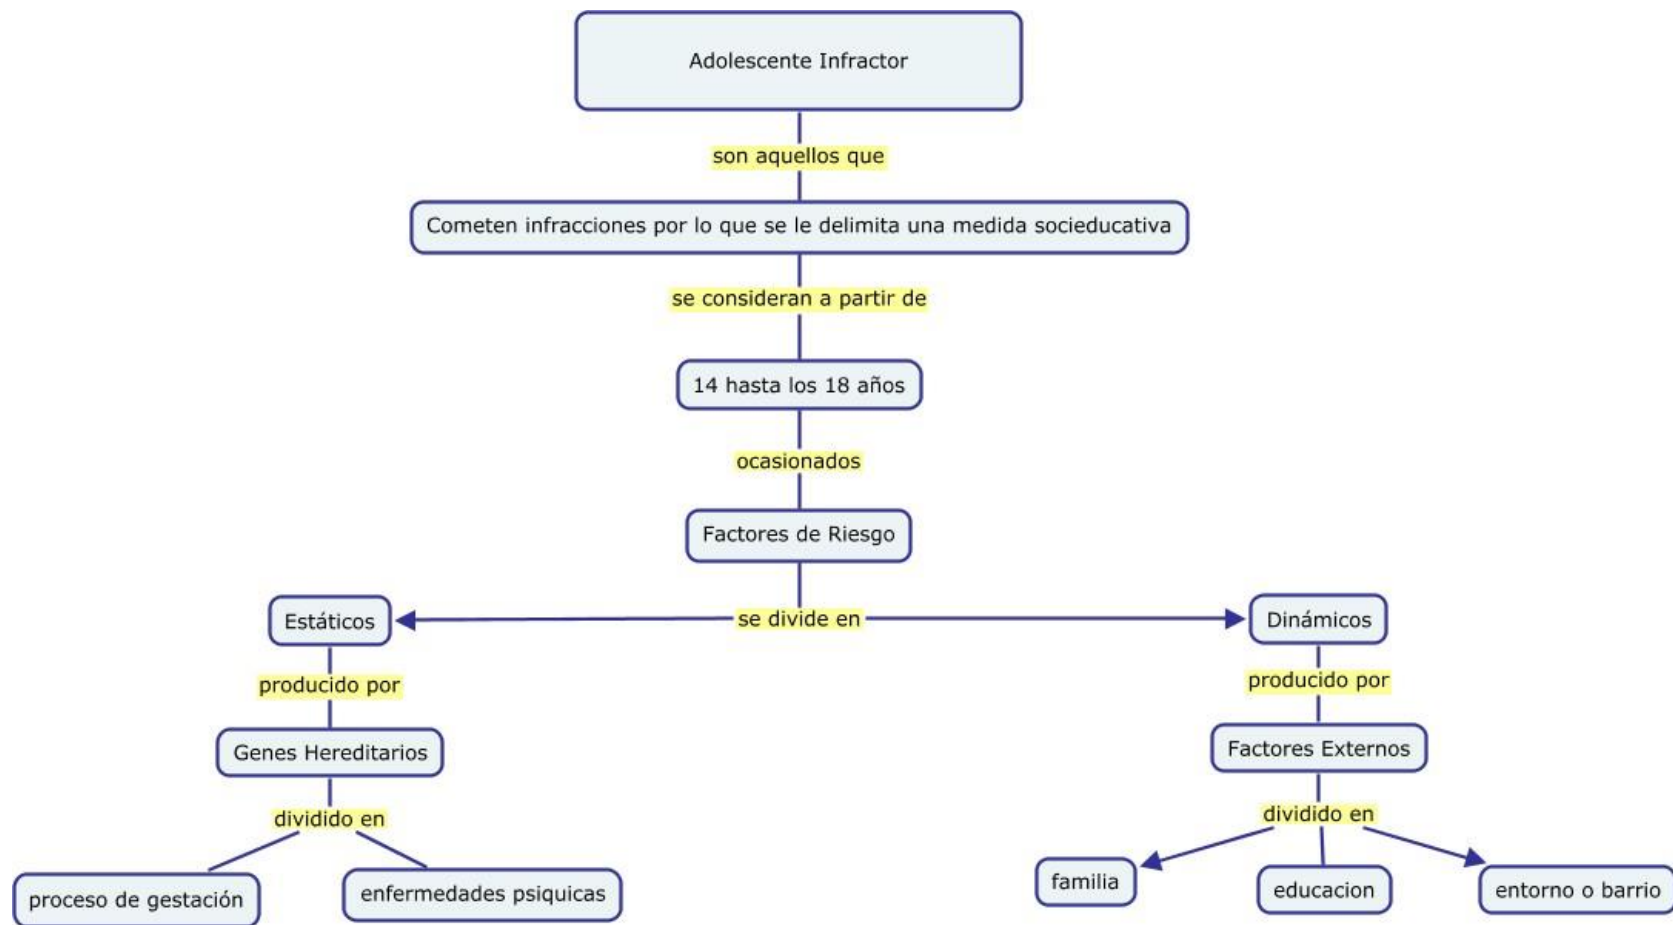 Adolescente Infractor
son aquellos que
Cometen infracciones por lo que se le delimita una medida socieducativa
se consideran a partir de
14 hasta los 18 años
ocasionados
Factores de Riesgo
se divide en
Estáticos
producido por
Genes Hereditarios
dividido en
proceso de gestación
enfermedades psiquicas
Dinámicos
producido por
Factores Externos
dividido en
familia
educacion
entorno o barrio